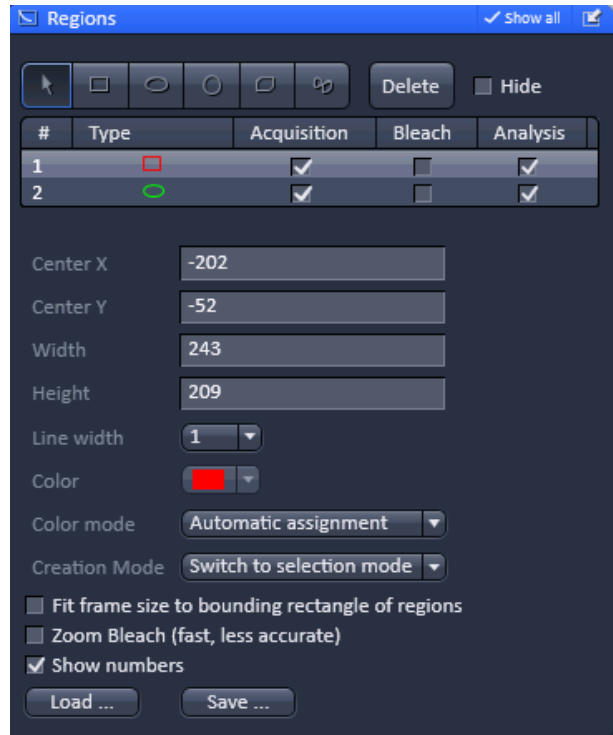 Regions Show all
Delete Hide
# Type Acquisition Bleach Analysis
1
2
Center X -202
Center Y -52
Width 243
Height 209
Line width 1
Color
Color mode Automatic assignment
Creation Mode Switch to selection mode
Fit frame size to bounding rectangle of regions
Zoom Bleach (fast, less accurate)
Show numbers
Load ... Save ...